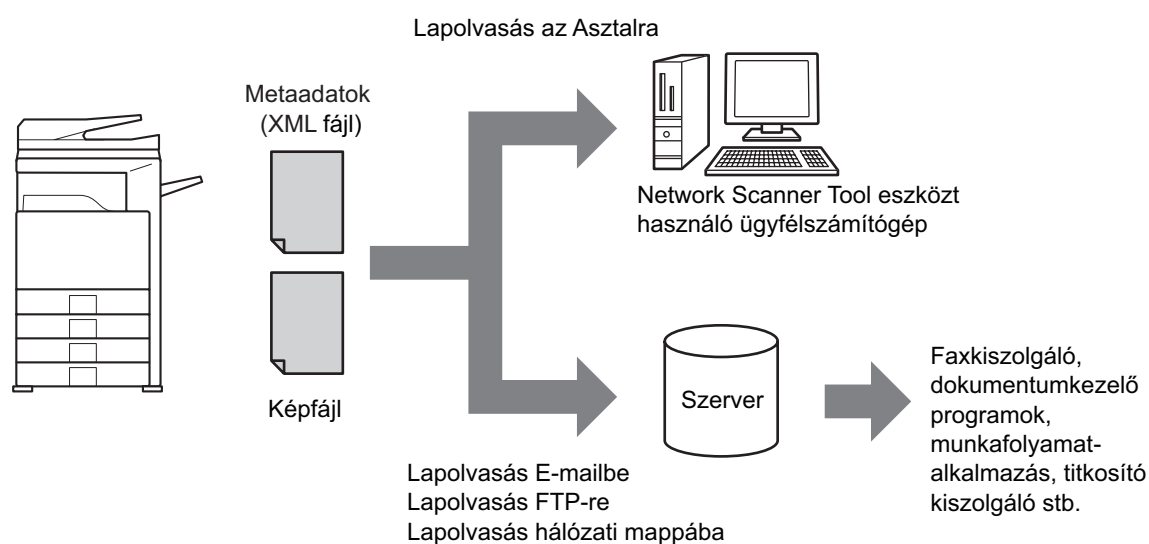 Lapolvasás az Asztalra
Metaadatok
(XML fájl)
Network Scanner Tool eszközt
használó ügyfélszámítógép
Képfájl
Szerver
Faxkiszolgáló,
dokumentumkezelő
programok,
munkafolyamat-
alkalmazás, titkosító
kiszolgáló stb.
Lapolvasás E-mailbe
Lapolvasás FTP-re
Lapolvasás hálózati mappába